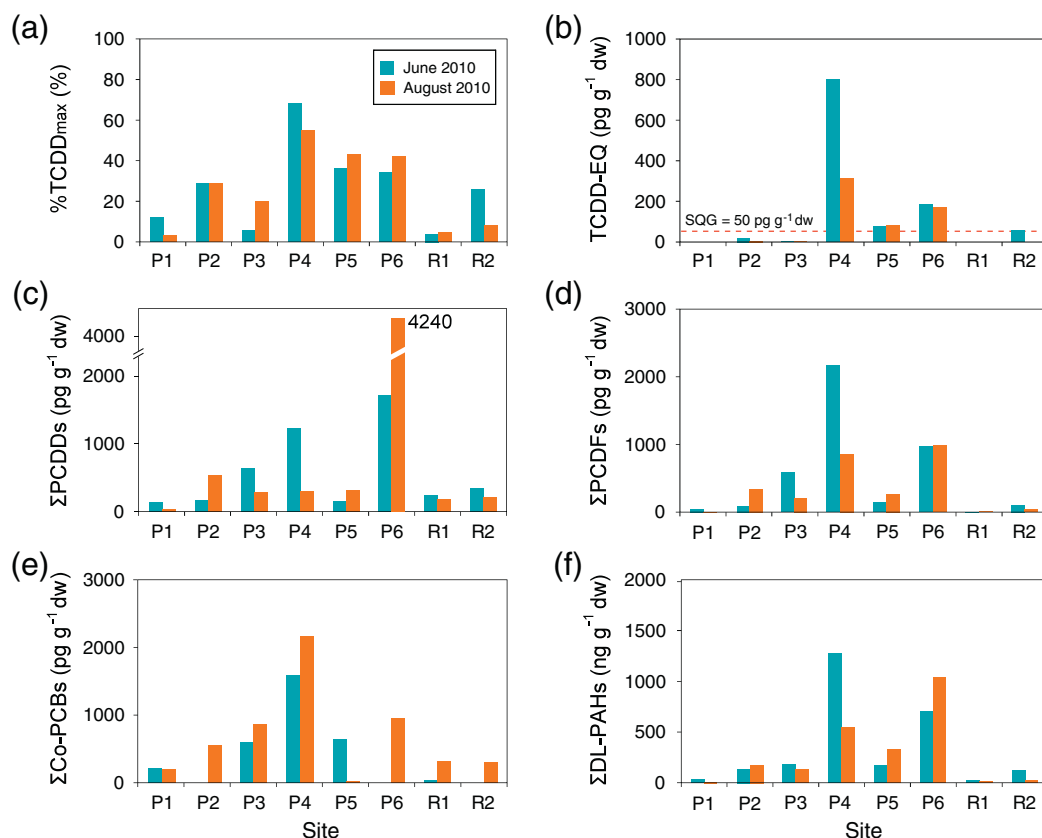 (a)
%TCDDmax (%)
100
80
60
40
20
0
June 2010
August 2010
P1 P2 P3 P4 P5 P6 R1 R2
(b)
TCDD-EQ (pg g⁻¹ dw)
1000
800
600
400
200
0
SQG = 50 pg g⁻¹ dw
P1 P2 P3 P4 P5 P6 R1 R2
(c)
ΣPCDDs (pg g⁻¹ dw)
4000
2000
1000
0
4240
P1 P2 P3 P4 P5 P6 R1 R2
(d)
ΣPCDFs (pg g⁻¹ dw)
3000
2000
1000
0
P1 P2 P3 P4 P5 P6 R1 R2
(e)
ΣCo-PCBs (pg g⁻¹ dw)
3000
2000
1000
0
P1 P2 P3 P4 P5 P6 R1 R2
Site
(f)
ΣDL-PAHs (ng g⁻¹ dw)
2000
1500
1000
500
0
P1 P2 P3 P4 P5 P6 R1 R2
Site